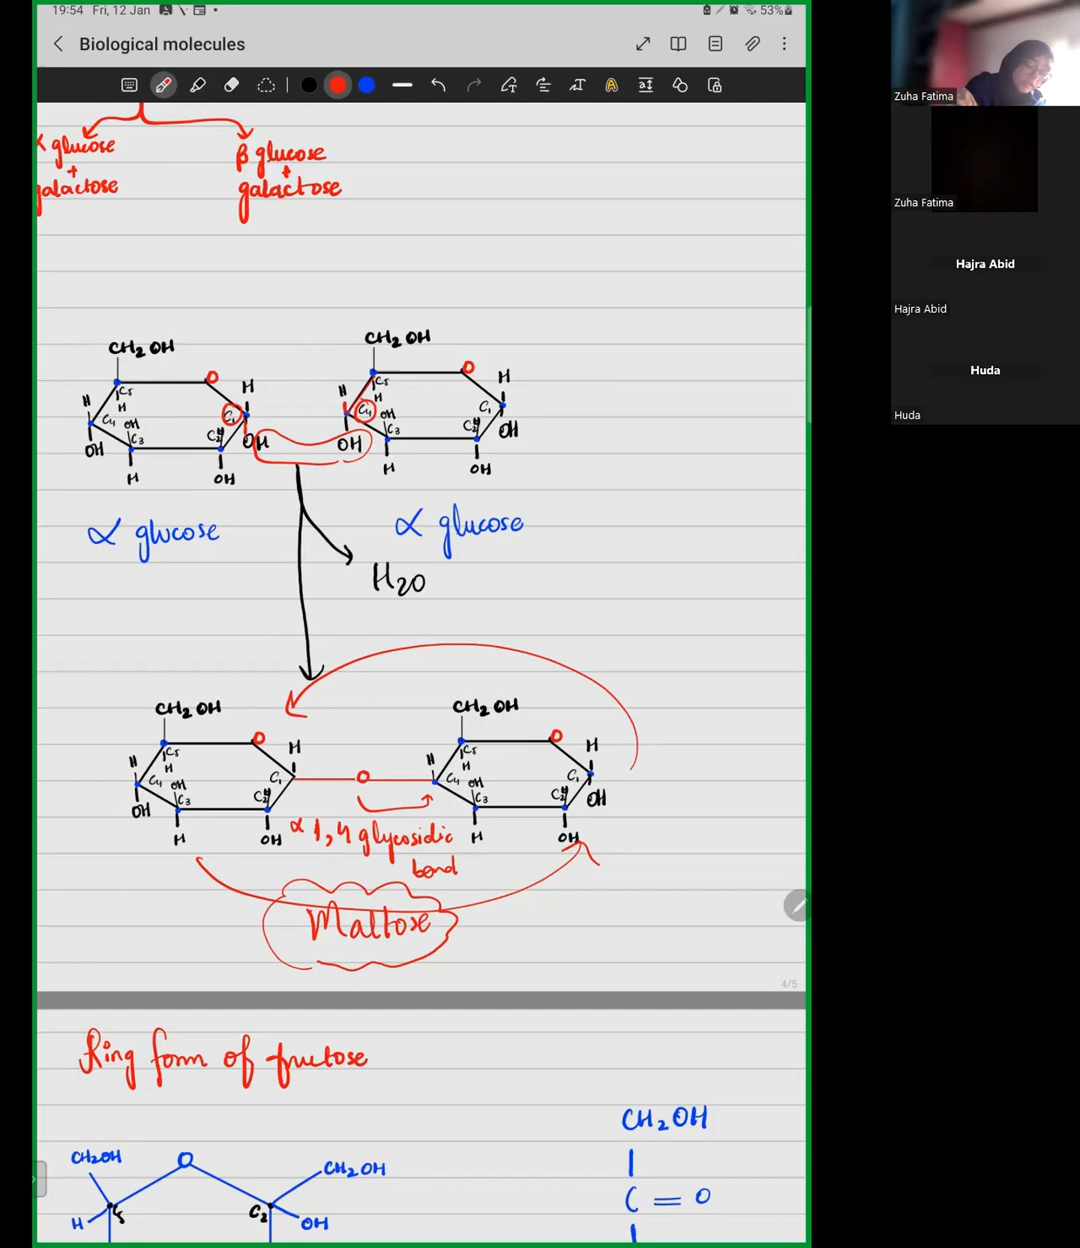 19:54 Fri, 12 Jan
53%
Biological molecules
Zuha Fatima
Zuha Fatima
Hajra Abid
Hajra Abid
Huda
Huda
glucose
+
galactose
β glucose
+
galactose
CH2 OH
O
H
H
C5
H
C4
OH
C3
C2
H
C1
OH
OH
H
OH
CH2 OH
O
H
H
C5
H
C4
OH
C3
C2
H
C1
OH
OH
H
OH
α glucose
α glucose
H2O
CH2 OH
O
H
H
C5
H
C4
OH
C3
C2
H
C1
OH
H
OH
O
CH2 OH
O
H
H
C5
H
C4
OH
C3
C2
H
C1
OH
H
OH
α 1,4 glycosidic
bond
Maltose
4/5
Ring form of frutose
CH2OH
O
CH2OH
H
C5
C2
OH
CH2OH
C = O